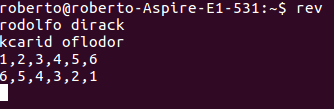 roberto@roberto-Aspire-E1-531:~$ rev
rodolfo dirack
kcarid oflodor
1,2,3,4,5,6
6,5,4,3,2,1